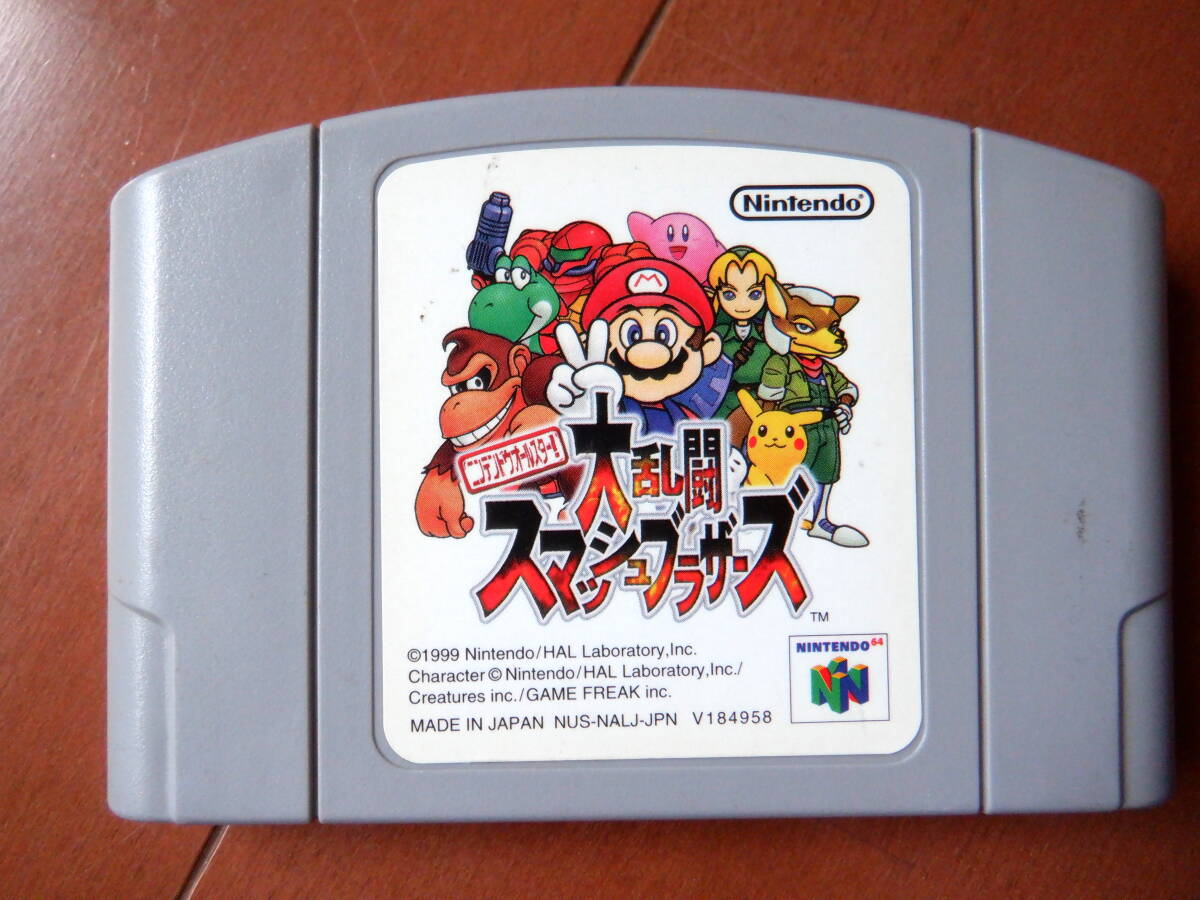 Nintendo®
M
ニンテンドウオールスター!
大乱闘
スマッシュブラザーズ
TM
©1999 Nintendo/HAL Laboratory,Inc.
Character©Nintendo/HAL Laboratory,Inc./
Creatures inc./GAME FREAK inc.
MADE IN JAPAN NUS-NALJ-JPN V184958
NINTENDO 64